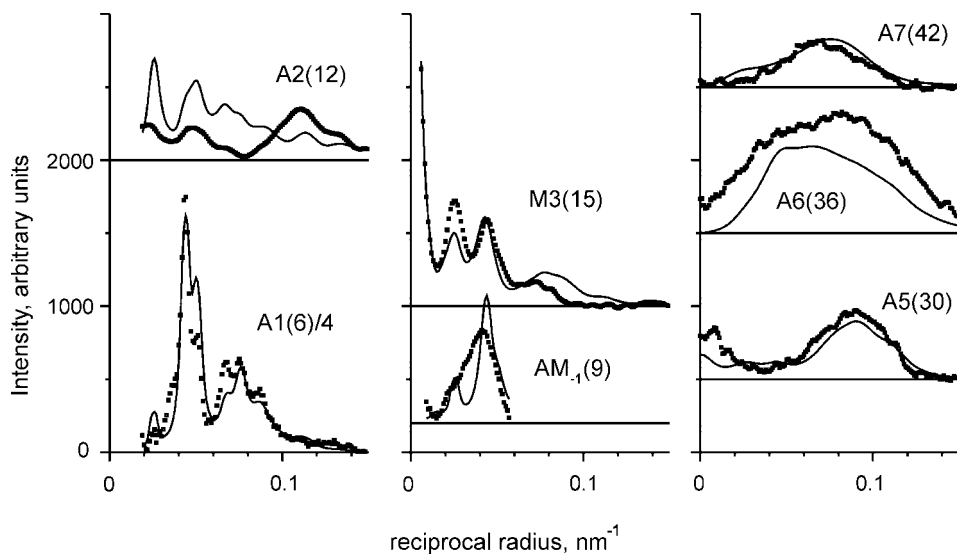 Intensity, arbitrary units
2000
1000
0
A2(12)
A1(6)/4
0
0.1
M3(15)
AM-1(9)
0
0.1
A7(42)
A6(36)
A5(30)
0
0.1
reciprocal radius, nm-1